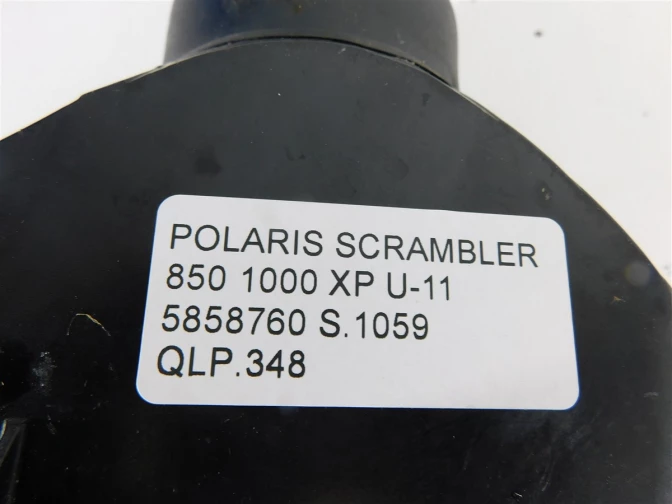 POLARIS SCRAMBLER
850 1000 XP U-11
5858760 S.1059
QLP.348